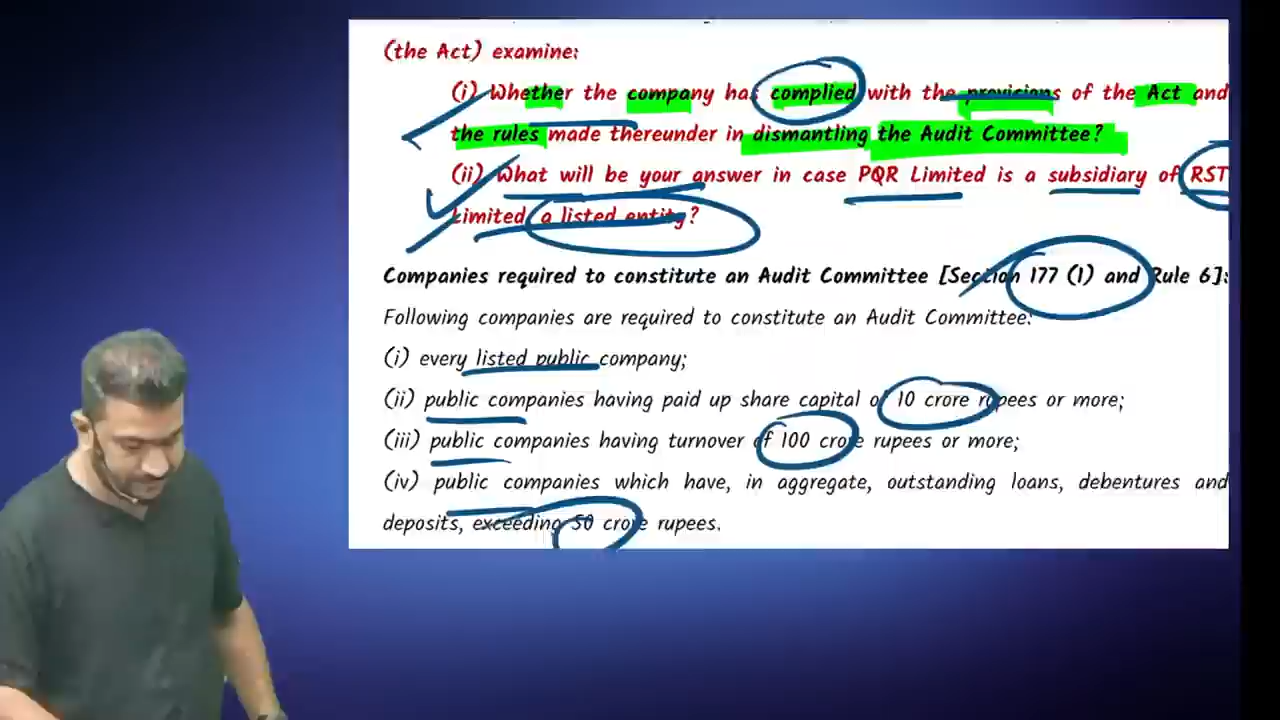 (the Act) examine:
(i) Whether the company has complied with the provisions of the Act and
the rules made thereunder in dismantling the Audit Committee?
(ii) What will be your answer in case PQR Limited is a subsidiary of RST
Limited a listed entity?
Companies required to constitute an Audit Committee [Section 177 (1) and Rule 6]:
Following companies are required to constitute an Audit Committee:
(i) every listed public company;
(ii) public companies having paid up share capital of 10 crore rupees or more;
(iii) public companies having turnover of 100 crore rupees or more;
(iv) public companies which have, in aggregate, outstanding loans, debentures and
deposits, exceeding 50 crore rupees.